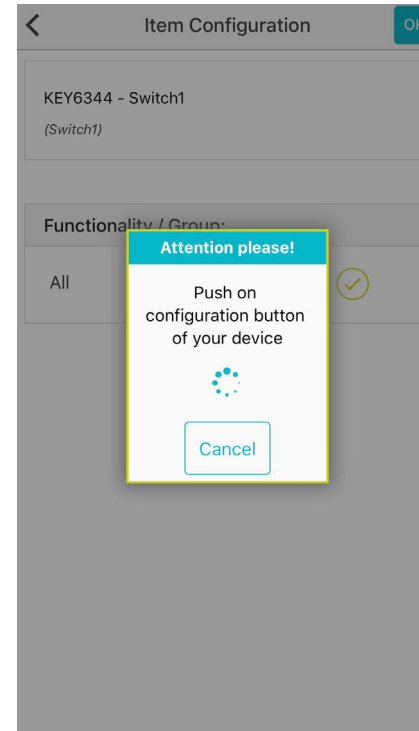 Item Configuration
OK
KEY6344 - Switch1
(Switch1)
Functionality / Group:
Attention please!
All
Push on
configuration button
of your device
Cancel